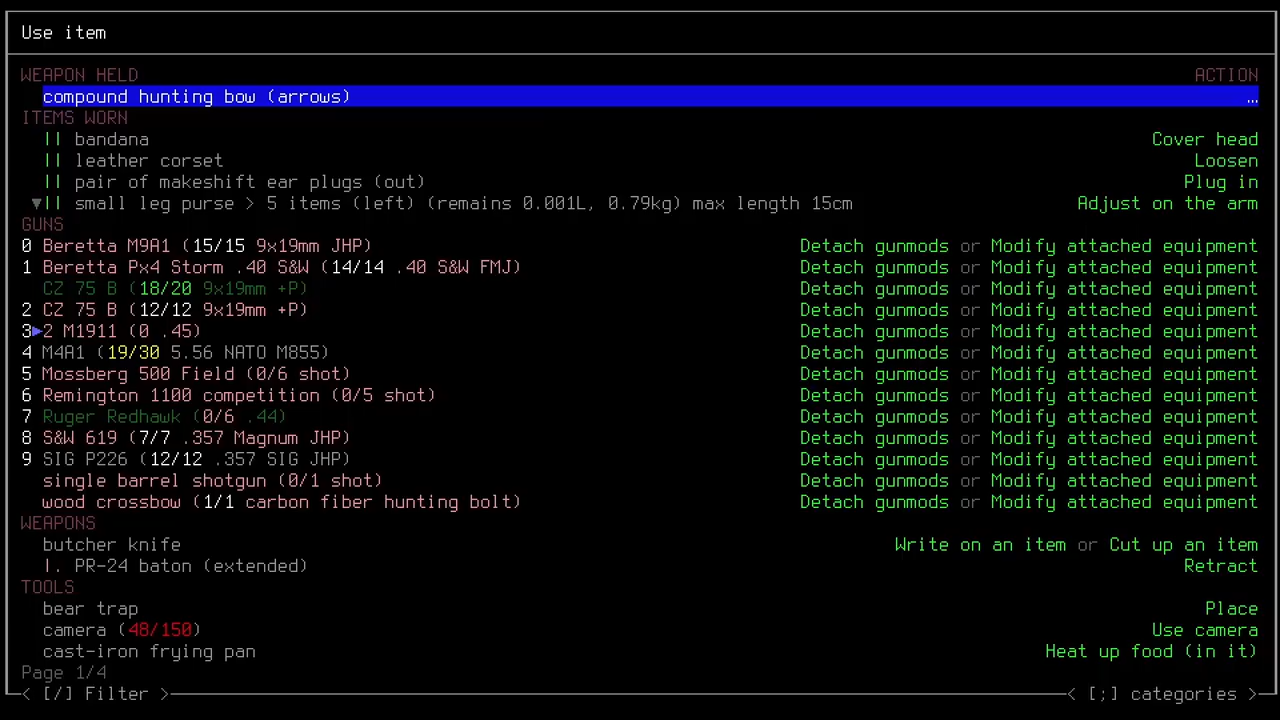 Use item
WEAPON HELD ACTION
compound hunting bow (arrows) …
ITEMS WORN
|| bandana Cover head
|| leather corset Loosen
|| pair of makeshift ear plugs (out) Plug in
▼|| small leg purse > 5 items (left) (remains 0.001L, 0.79kg) max length 15cm Adjust on the arm
GUNS
0 Beretta M9A1 (15/15 9x19mm JHP) Detach gunmods or Modify attached equipment
1 Beretta Px4 Storm .40 S&W (14/14 .40 S&W FMJ) Detach gunmods or Modify attached equipment
CZ 75 B (18/20 9x19mm +P) Detach gunmods or Modify attached equipment
2 CZ 75 B (12/12 9x19mm +P) Detach gunmods or Modify attached equipment
3▶2 M1911 (0 .45) Detach gunmods or Modify attached equipment
4 M4A1 (19/30 5.56 NATO M855) Detach gunmods or Modify attached equipment
5 Mossberg 500 Field (0/6 shot) Detach gunmods or Modify attached equipment
6 Remington 1100 competition (0/5 shot) Detach gunmods or Modify attached equipment
7 Ruger Redhawk (0/6 .44) Detach gunmods or Modify attached equipment
8 S&W 619 (7/7 .357 Magnum JHP) Detach gunmods or Modify attached equipment
9 SIG P226 (12/12 .357 SIG JHP) Detach gunmods or Modify attached equipment
single barrel shotgun (0/1 shot) Detach gunmods or Modify attached equipment
wood crossbow (1/1 carbon fiber hunting bolt) Detach gunmods or Modify attached equipment
WEAPONS
butcher knife Write on an item or Cut up an item
|. PR-24 baton (extended) Retract
TOOLS
bear trap Place
camera (48/150) Use camera
cast-iron frying pan Heat up food (in it)
Page 1/4
< [/] Filter > < [;] categories >